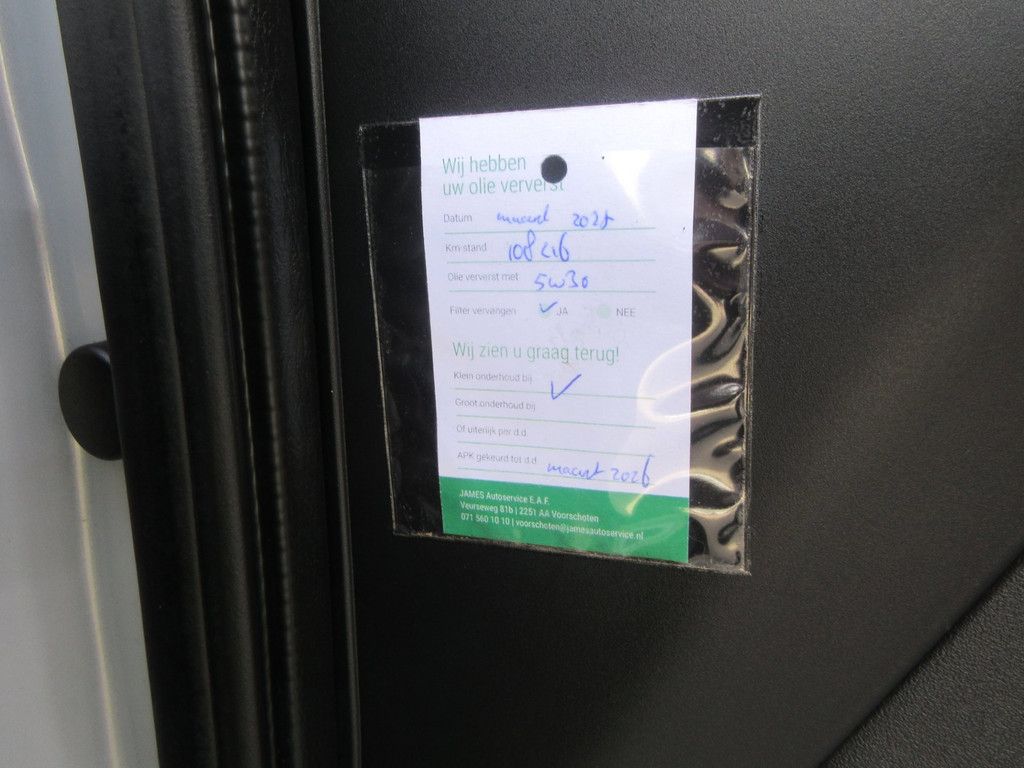 Wij hebben
uw olie ververst
Datum maart 2025
Km-stand
Olie ververst met 5w30
Filter vervangen ✓ JA NEE
Wij zien u graag terug!
Klein onderhoud bij ✓
Groot onderhoud bij
Of uiterlijk per d.d.
APK gekeurd tot d.d. maart 2026
JAMES Autoservice E.A.F.
Veurseweg 81b | 2251 AA Voorschoten
071 560 10 10 | voorschoten@jamesautoservice.nl